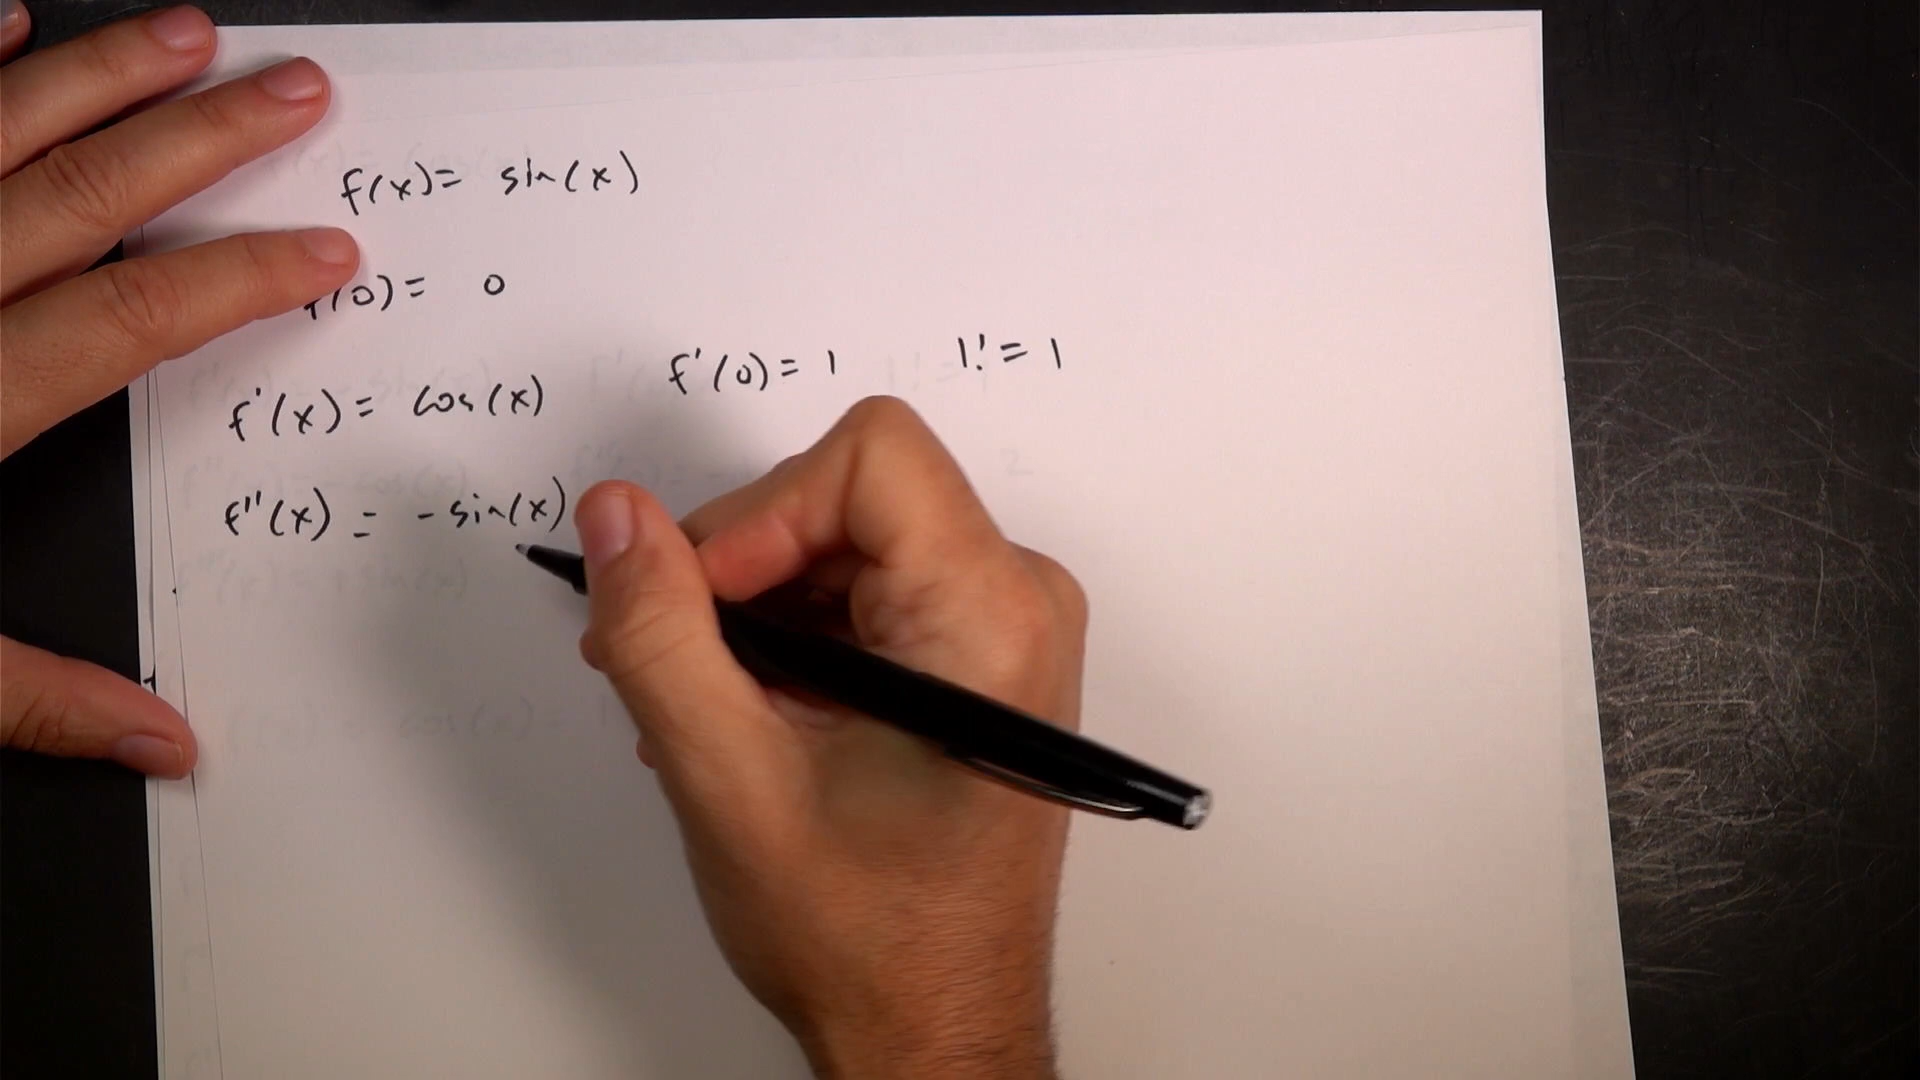 f(x) = sin(x)
f(0) = 0
f'(x) = cos(x) f'(0) = 1 1! = 1
f''(x) = - sin(x)